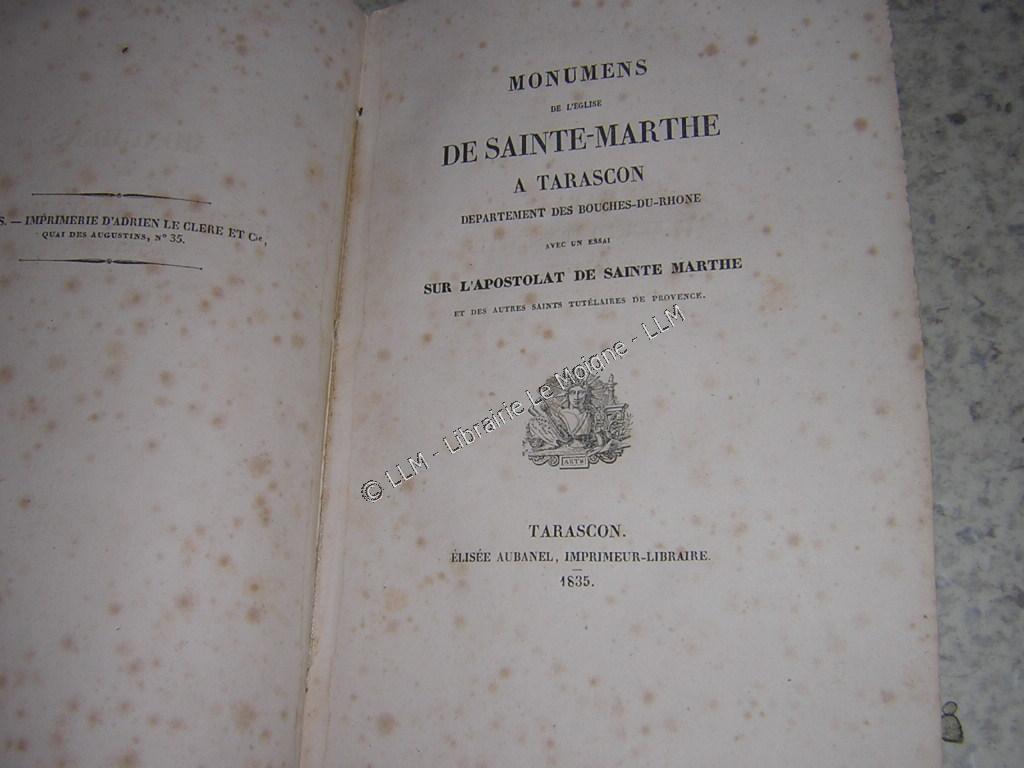 S. — IMPRIMERIE D'ADRIEN LE CLERE ET Cie,
QUAI DES AUGUSTINS, N° 35.
MONUMENS
DE L'ÉGLISE
DE SAINTE-MARTHE
A TARASCON
DEPARTEMENT DES BOUCHES-DU-RHONE
AVEC UN ESSAI
SUR L'APOSTOLAT DE SAINTE MARTHE
ET DES AUTRES SAINTS TUTÉLAIRES DE PROVENCE.
© LLM - Librairie Le Moigne - LLM
ARTS
TARASCON.
ÉLISÉE AUBANEL, IMPRIMEUR-LIBRAIRE.
1835.